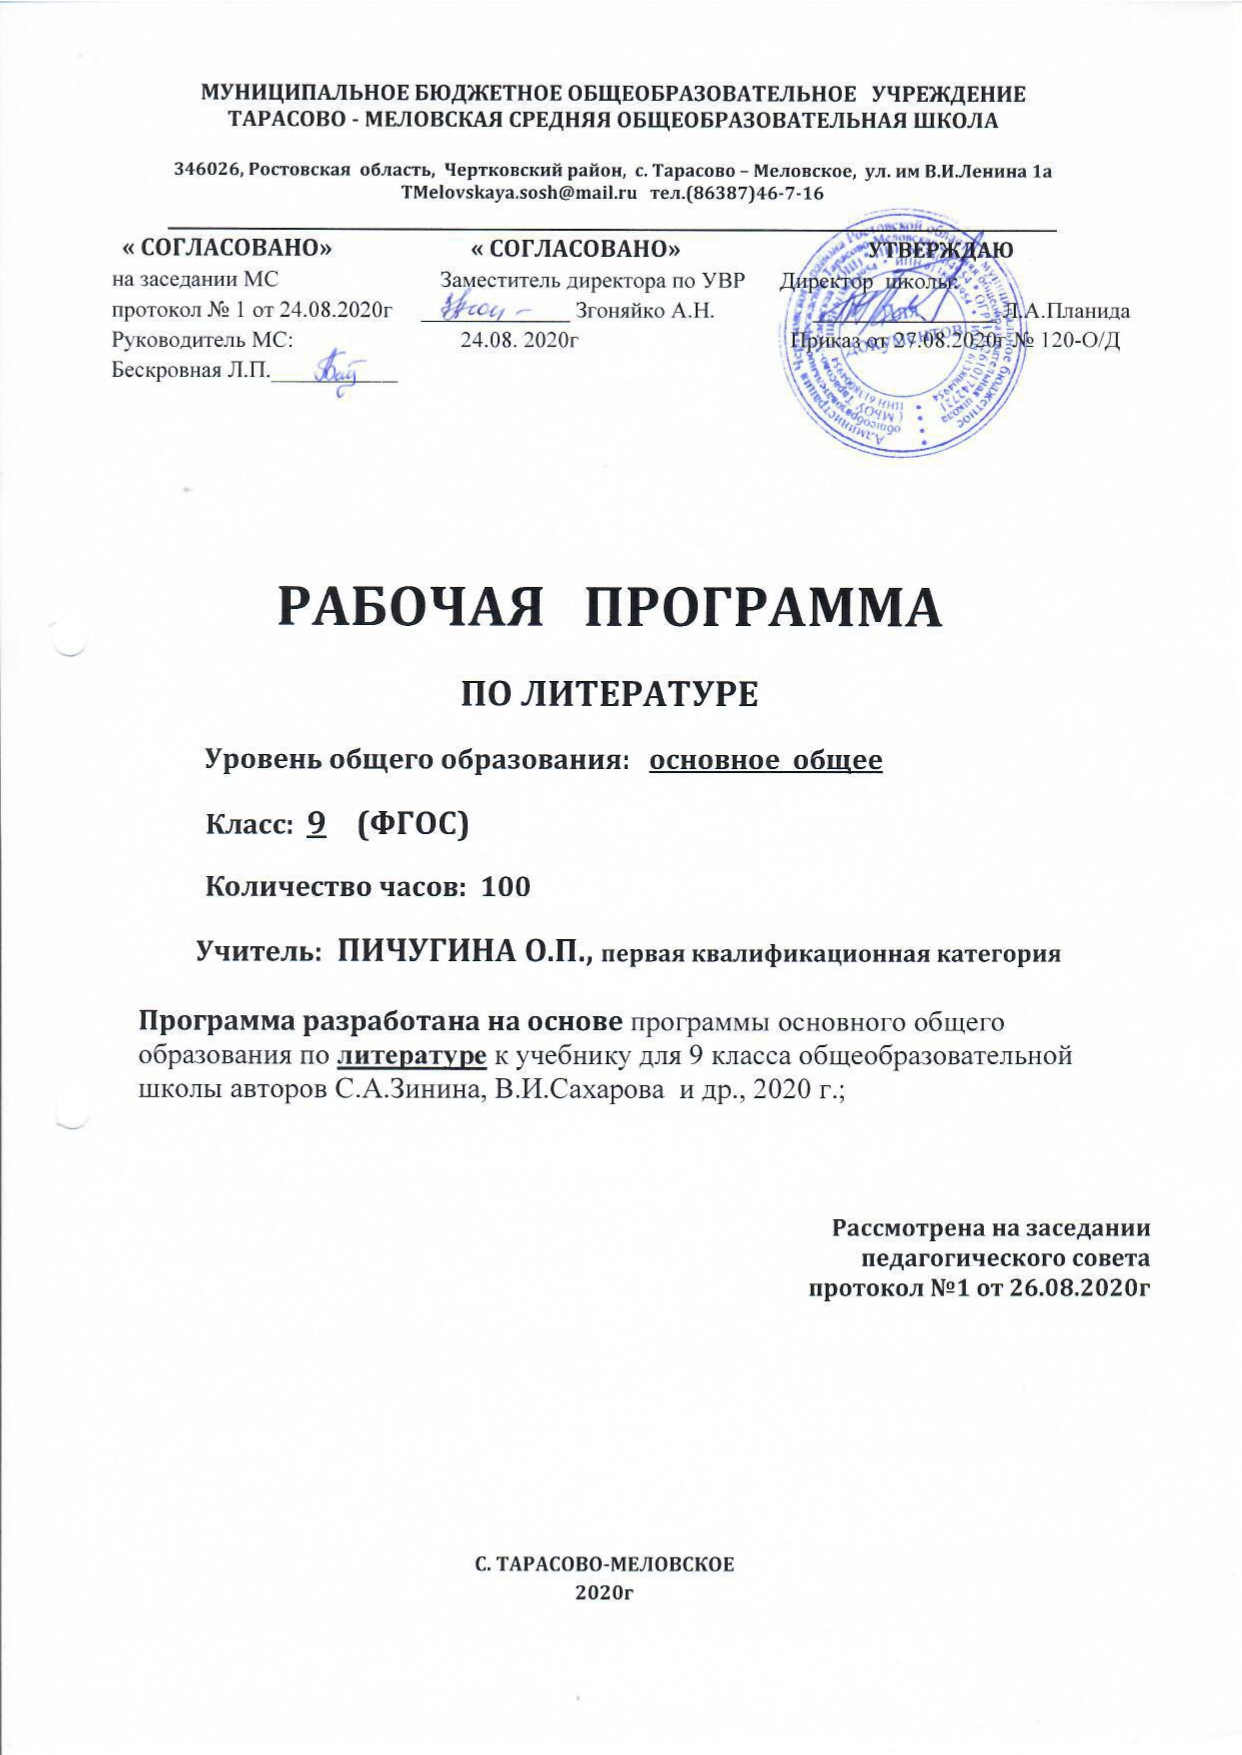 МУНИЦИПАЛЬНОЕ БЮДЖЕТНОЕ ОБЩЕОБРАЗОВАТЕЛЬНОЕ УЧРЕЖДЕНИЕ
ТАРАСОВО - МЕЛОВСКАЯ СРЕДНЯЯ ОБЩЕОБРАЗОВАТЕЛЬНАЯ ШКОЛА
346026, Ростовская область, Чертковский район, с. Тарасово – Меловское, ул. им В.И.Ленина 1а
TMelovskaya.sosh@mail.ru тел.(86387)46-7-16
« СОГЛАСОВАНО» « СОГЛАСОВАНО» УТВЕРЖДАЮ
на заседании МС Заместитель директора по УВР Директор школы:
протокол № 1 от 24.08.2020г ______________ Згоняйко А.Н. ______________ Л.А.Планида
Руководитель МС: 24.08. 2020г Приказ от 27.08.2020г № 120-О/Д
Бескровная Л.П.____________
Для
документов
РАБОЧАЯ ПРОГРАММА
ПО ЛИТЕРАТУРЕ
Уровень общего образования: основное общее
Класс: 9 (ФГОС)
Количество часов: 100
Учитель: ПИЧУГИНА О.П., первая квалификационная категория
Программа разработана на основе программы основного общего
образования по литературе к учебнику для 9 класса общеобразовательной
школы авторов С.А.Зинина, В.И.Сахарова и др., 2020 г.;
Рассмотрена на заседании
педагогического совета
протокол №1 от 26.08.2020г
С. ТАРАСОВО-МЕЛОВСКОЕ
2020г